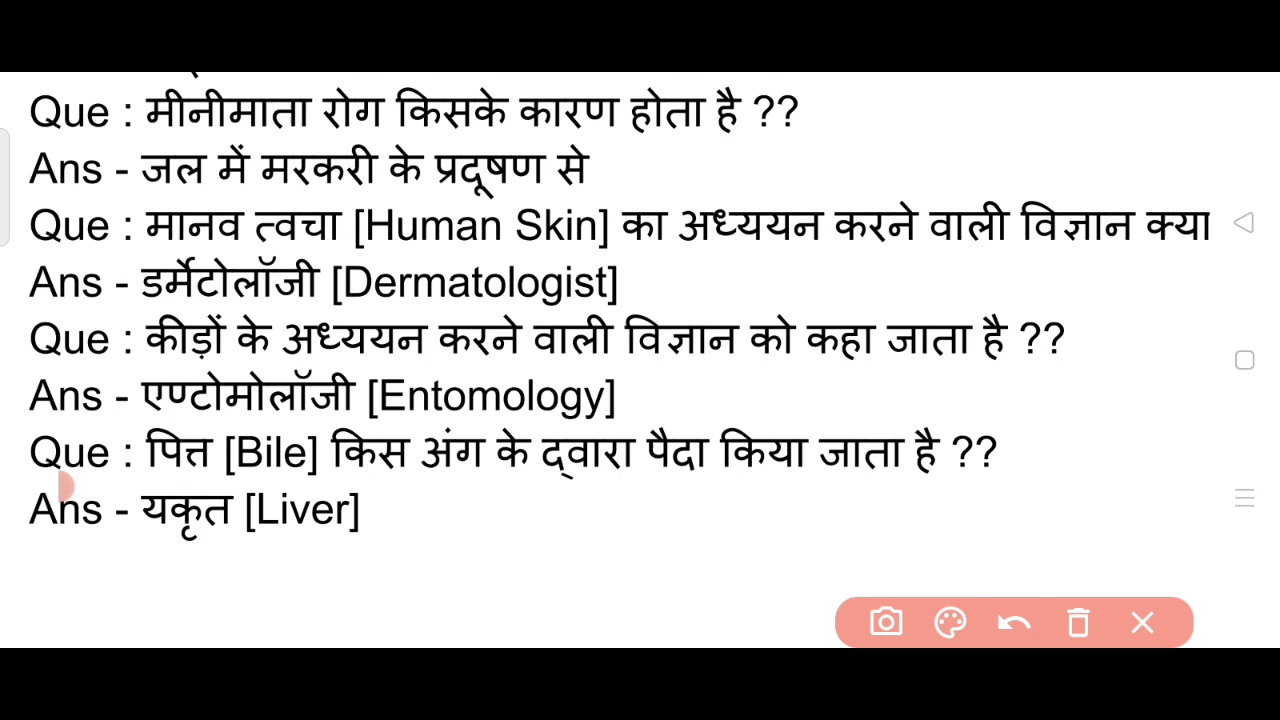 Que : मीनीमाता रोग किसके कारण होता है ??
Ans - जल में मरकरी के प्रदूषण से
Que : मानव त्वचा [Human Skin] का अध्ययन करने वाली विज्ञान क्या
Ans - डर्मेटोलॉजी [Dermatologist]
Que : कीड़ों के अध्ययन करने वाली विज्ञान को कहा जाता है ??
Ans - एण्टोमोलॉजी [Entomology]
Que : पित्त [Bile] किस अंग के द्वारा पैदा किया जाता है ??
Ans - यकृत [Liver]